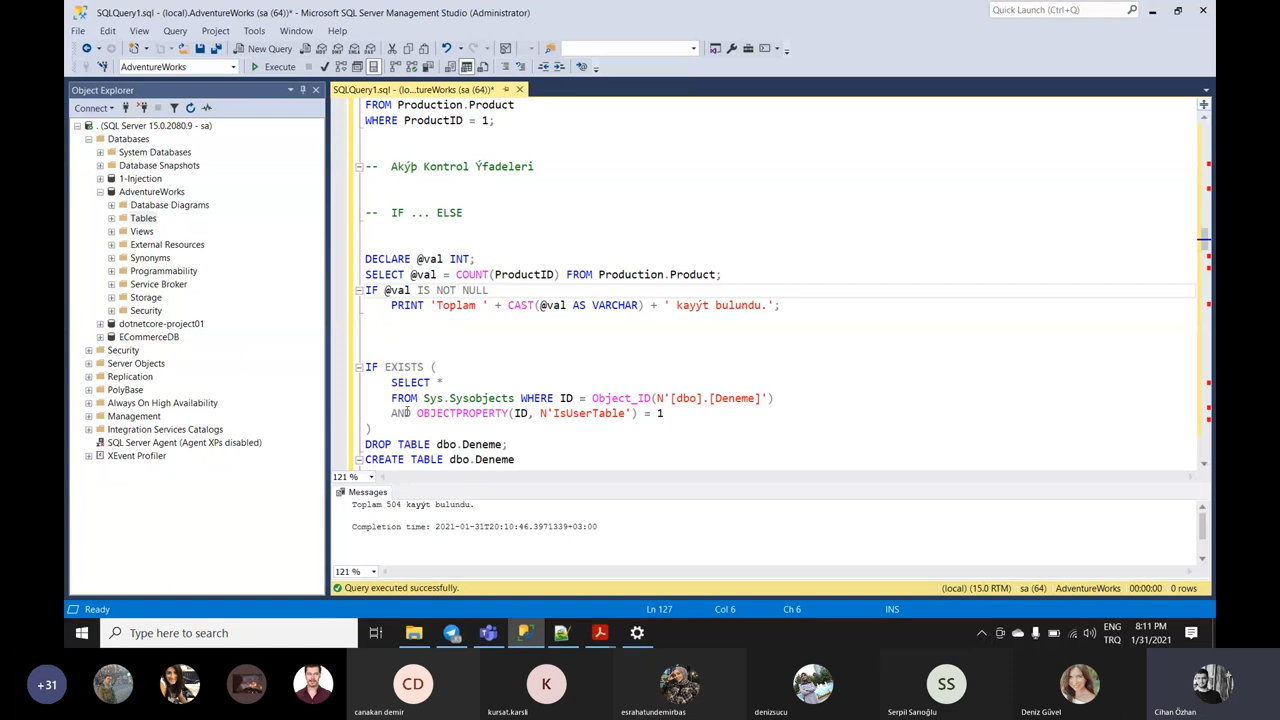 SQLQuery1.sql - (local).AdventureWorks (sa (64))* - Microsoft SQL Server Management Studio (Administrator)
Quick Launch (Ctrl+Q)
File Edit View Query Project Tools Window Help
New Query
AdventureWorks
Execute
Object Explorer
SQLQuery1.sql - (lo...tureWorks (sa (64))*
Connect
. (SQL Server 15.0.2080.9 - sa)
Databases
System Databases
Database Snapshots
1-Injection
AdventureWorks
Database Diagrams
Tables
Views
External Resources
Synonyms
Programmability
Service Broker
Storage
Security
dotnetcore-project01
ECommerceDB
Security
Server Objects
Replication
PolyBase
Always On High Availability
Management
Integration Services Catalogs
SQL Server Agent (Agent XPs disabled)
XEvent Profiler
FROM Production.Product
WHERE ProductID = 1;
-- Akýþ Kontrol Ýfadeleri
-- IF ... ELSE
DECLARE @val INT;
SELECT @val = COUNT(ProductID) FROM Production.Product;
IF @val IS NOT NULL
PRINT 'Toplam ' + CAST(@val AS VARCHAR) + ' kayýt bulundu.';
IF EXISTS (
SELECT *
FROM Sys.Sysobjects WHERE ID = Object_ID(N'[dbo].[Deneme]')
AND OBJECTPROPERTY(ID, N'IsUserTable') = 1
)
DROP TABLE dbo.Deneme;
CREATE TABLE dbo.Deneme
121 %
Messages
Toplam 504 kayýt bulundu.
Completion time: 2021-01-31T20:10:46.3971339+03:00
121 %
Query executed successfully.
(local) (15.0 RTM) sa (64) AdventureWorks 00:00:00 0 rows
Ready
Ln 127 Col 6 Ch 6 INS
Type here to search
ENG
TRQ
8:11 PM
1/31/2021
+31
CD
canakan demir
K
kursat.karsli
esrahatundemirbas
denizsucu
SS
Serpil Sarıoğlu
Deniz Güvel
Cihan Özhan